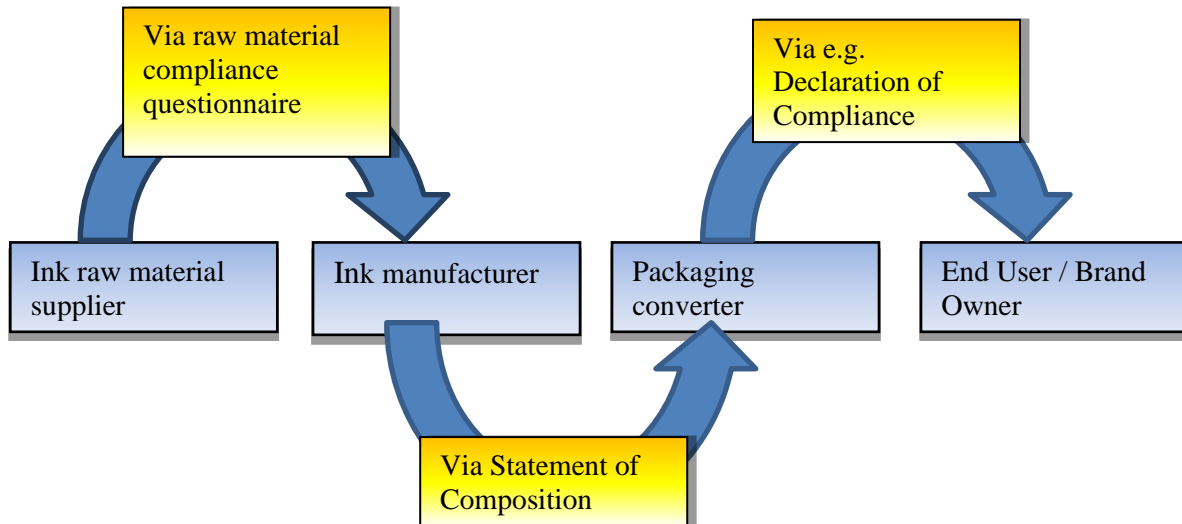 Via raw material
compliance
questionnaire
Via e.g.
Declaration of
Compliance
Ink raw material
supplier
Ink manufacturer
Packaging
converter
End User / Brand
Owner
Via Statement of
Composition